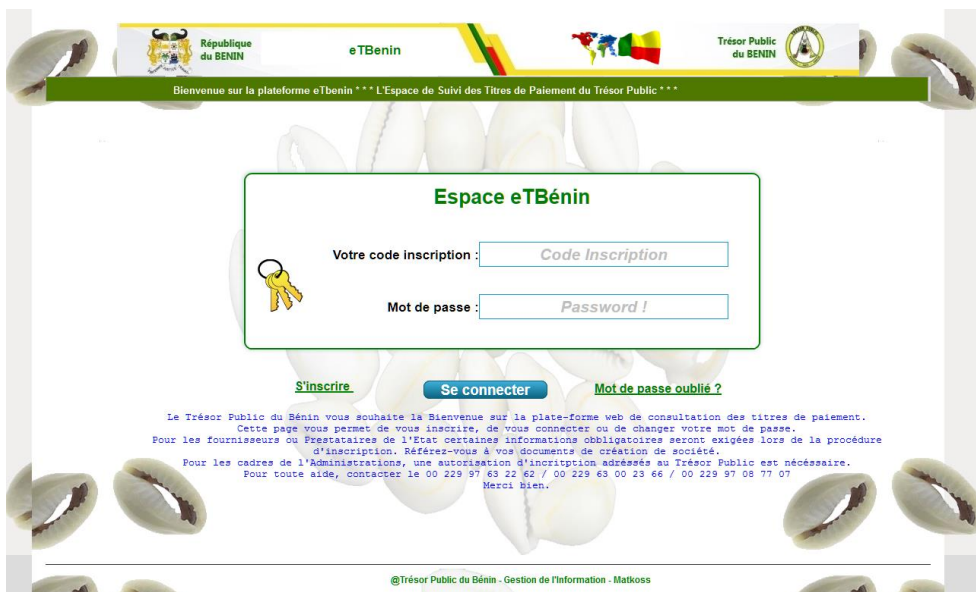 République
du BENIN
eTBenin
Trésor Public
du BENIN
Bienvenue sur la plateforme eTbenin * * * L'Espace de Suivi des Titres de Paiement du Trésor Public * * *
Espace eTBénin
Votre code inscription :
Code Inscription
Mot de passe :
Password !
S'inscrire
Se connecter
Mot de passe oublié ?
Le Trésor Public du Bénin vous souhaite la Bienvenue sur la plate-forme web de consultation des titres de paiement.
Cette page vous permet de vous inscrire, de vous connecter ou de changer votre mot de passe.
Pour les fournisseurs ou Prestataires de l'Etat certaines informations obbligatoires seront exigées lors de la procédure
d'inscription. Référez-vous à vos documents de création de société.
Pour les cadres de l'Administrations, une autorisation d'incritption adréssés au Trésor Public est nécéssaire.
Pour toute aide, contacter le 00 229 97 63 22 62 / 00 229 63 00 23 66 / 00 229 97 08 77 07
Merci bien.
@Trésor Public du Bénin - Gestion de l'Information - Matkoss